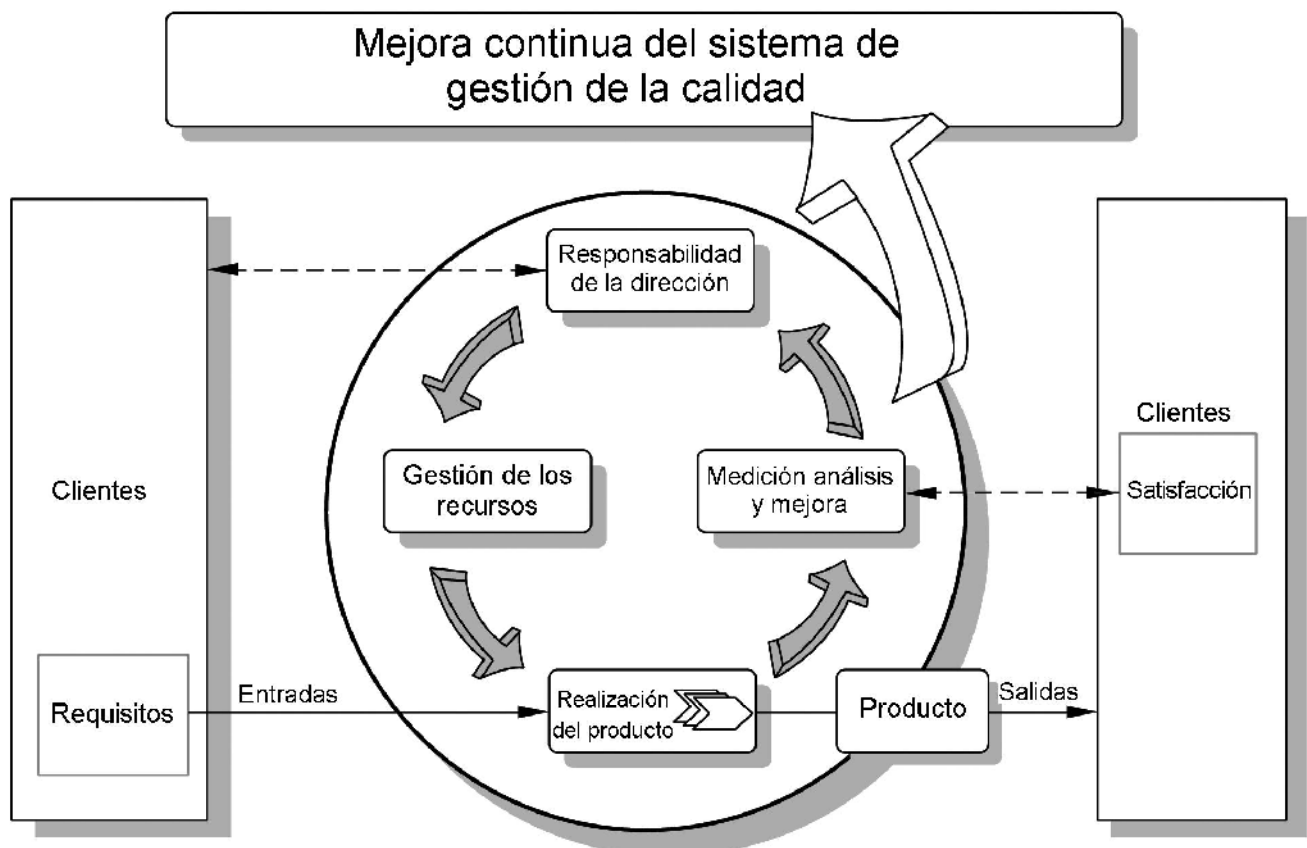 Mejora continua del sistema de
gestión de la calidad
Responsabilidad
de la dirección
Clientes
Gestión de los
recursos
Medición análisis
y mejora
Clientes
Satisfacción
Requisitos
Entradas
Realización
del producto
Producto
Salidas